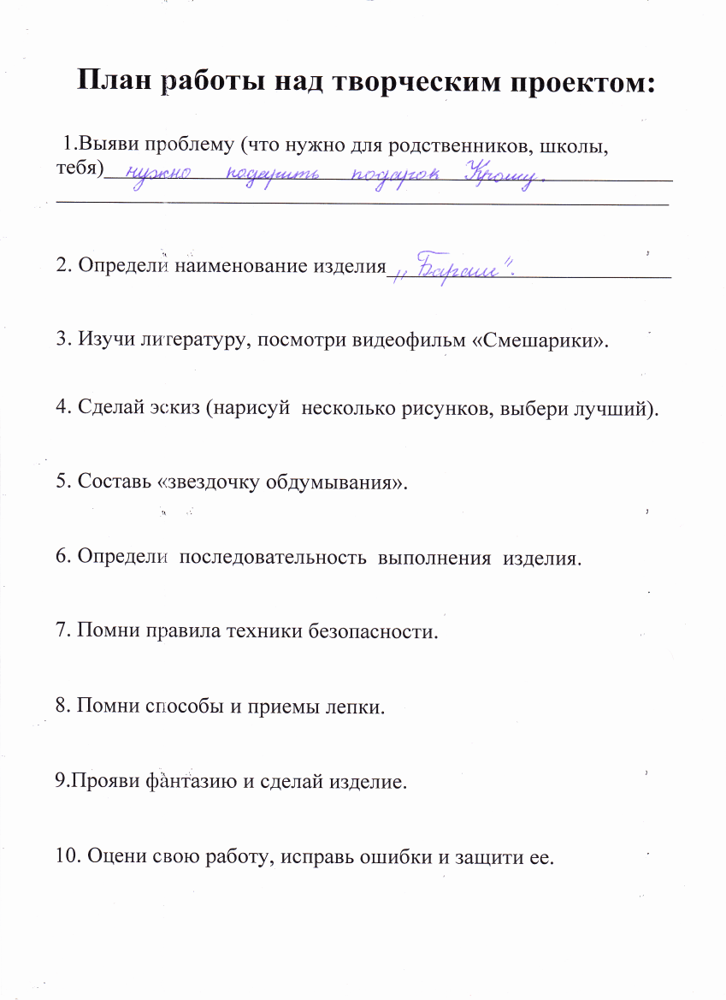 План работы над творческим проектом:
1.Выяви проблему (что нужно для родственников, школы,
тебя) нужно подарить подарок Крошу.
2. Определи наименование изделия „Бараш".
3. Изучи литературу, посмотри видеофильм «Смешарики».
4. Сделай эскиз (нарисуй несколько рисунков, выбери лучший).
5. Составь «звездочку обдумывания».
6. Определи последовательность выполнения изделия.
7. Помни правила техники безопасности.
8. Помни способы и приемы лепки.
9.Прояви фантазию и сделай изделие.
10. Оцени свою работу, исправь ошибки и защити ее.